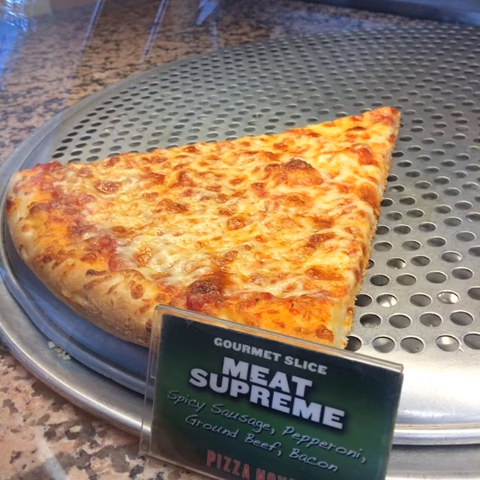 GOURMET SLICE
MEAT
SUPREME
Spicy Sausage, Pepperoni,
Ground Beef, Bacon
PIZZA